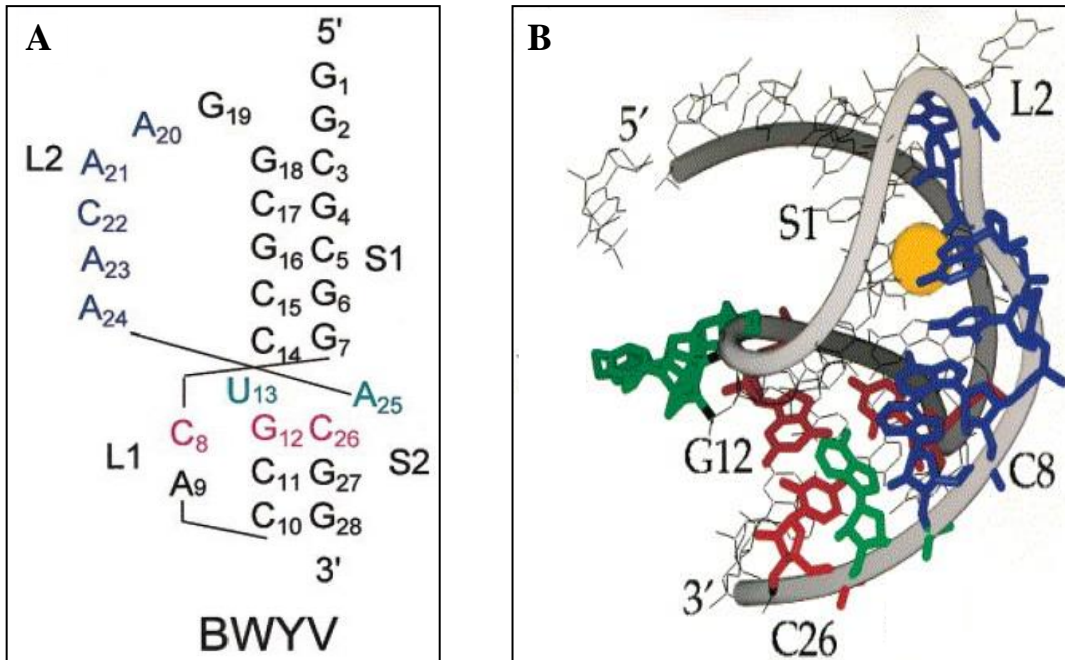 A
5'
G1
G19 G2
A20
L2 A21 G18 C3
C17 G4
C22
G16 C5 S1
A23
C15 G6
A24
C14 G7
U13 A25
C8 G12 C26
L1 S2
A9 C11 G27
C10 G28
3'
BWYV
B
L2
5'
S1
G12
C8
3'
C26